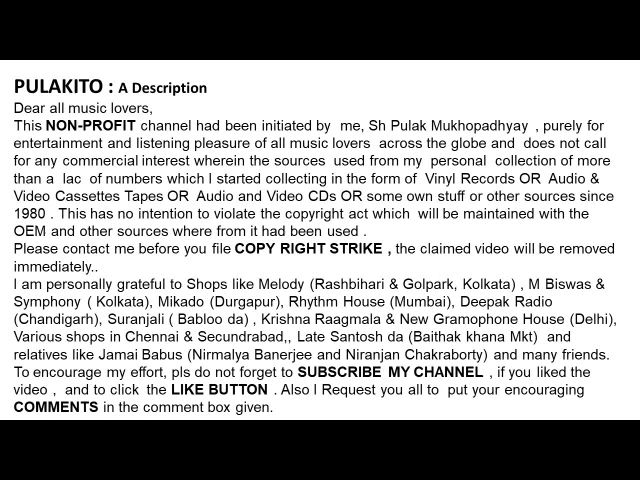 PULAKITO : A Description
Dear all music lovers,
This NON-PROFIT channel had been initiated by me, Sh Pulak Mukhopadhyay , purely for
entertainment and listening pleasure of all music lovers across the globe and does not call
for any commercial interest wherein the sources used from my personal collection of more
than a lac of numbers which I started collecting in the form of Vinyl Records OR Audio &
Video Cassettes Tapes OR Audio and Video CDs OR some own stuff or other sources since
1980 . This has no intention to violate the copyright act which will be maintained with the
OEM and other sources where from it had been used .
Please contact me before you file COPY RIGHT STRIKE , the claimed video will be removed
immediately..
I am personally grateful to Shops like Melody (Rashbihari & Golpark, Kolkata) , M Biswas &
Symphony ( Kolkata), Mikado (Durgapur), Rhythm House (Mumbai), Deepak Radio
(Chandigarh), Suranjali ( Babloo da) , Krishna Raagmala & New Gramophone House (Delhi),
Various shops in Chennai & Secundrabad,, Late Santosh da (Baithak khana Mkt) and
relatives like Jamai Babus (Nirmalya Banerjee and Niranjan Chakraborty) and many friends.
To encourage my effort, pls do not forget to SUBSCRIBE MY CHANNEL , if you liked the
video , and to click the LIKE BUTTON . Also I Request you all to put your encouraging
COMMENTS in the comment box given.